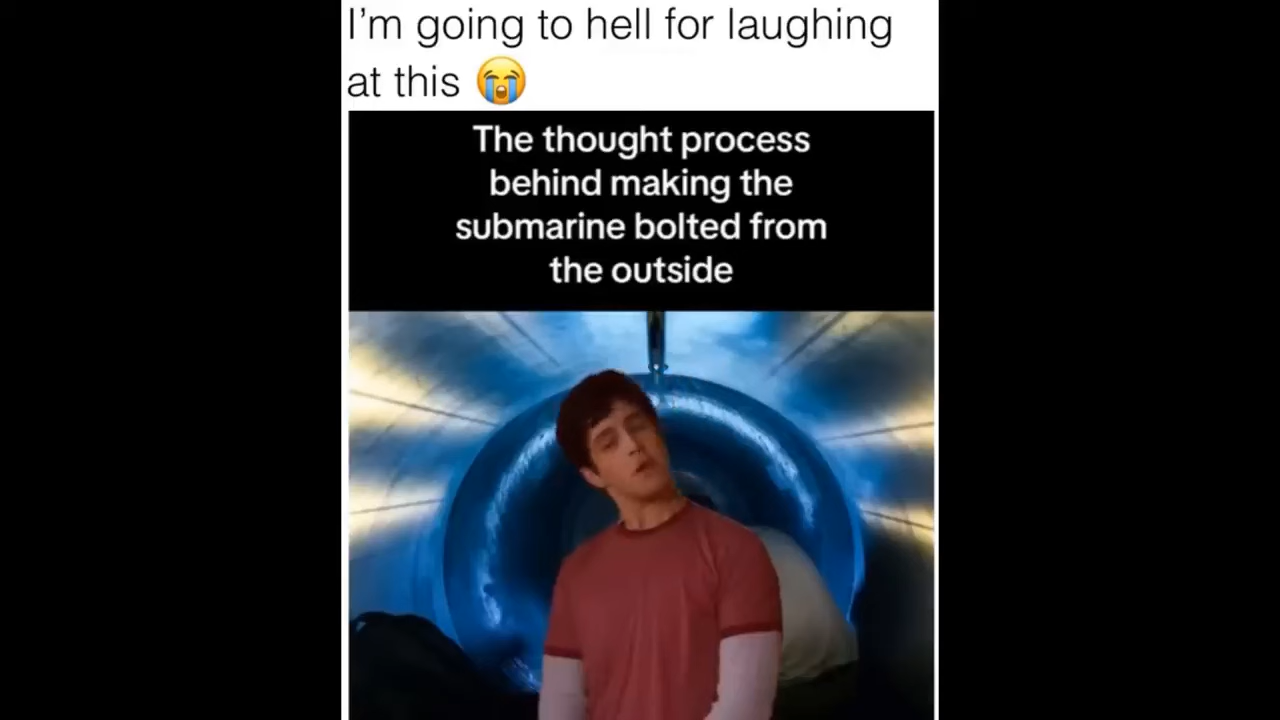 I'm going to hell for laughing
at this 😭
The thought process
behind making the
submarine bolted from
the outside